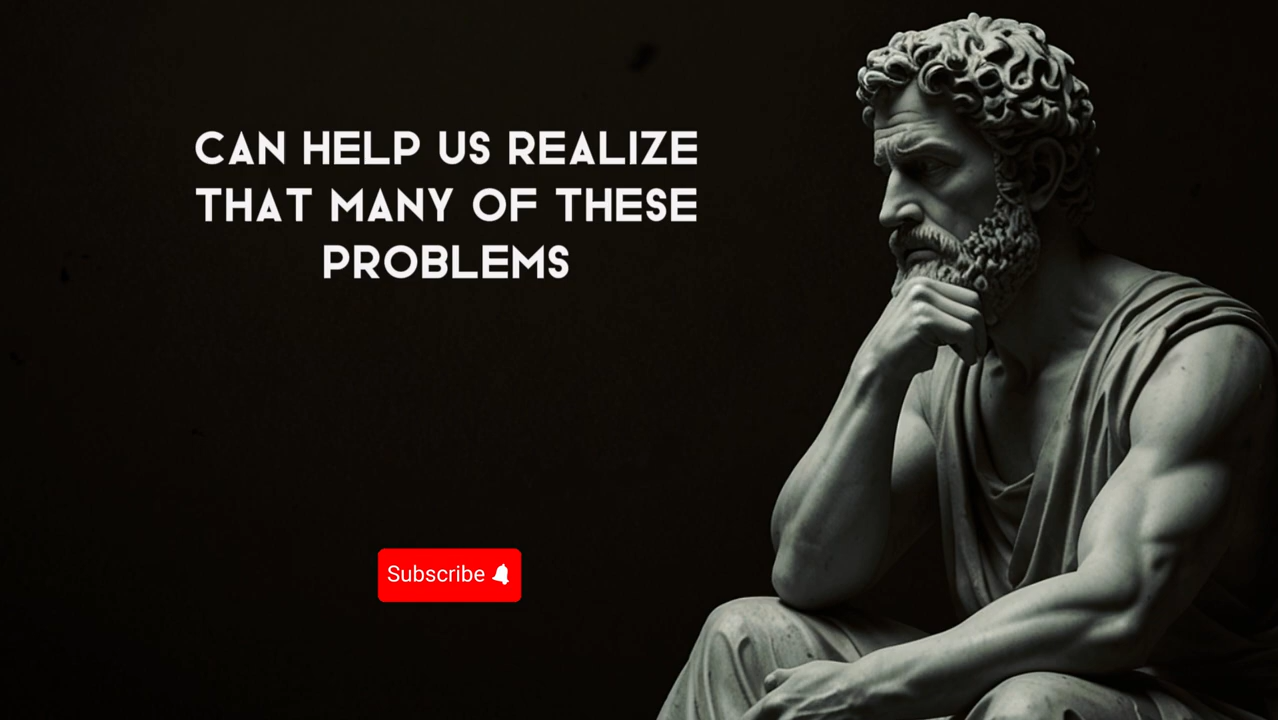 CAN HELP US REALIZE
THAT MANY OF THESE
PROBLEMS
Subscribe